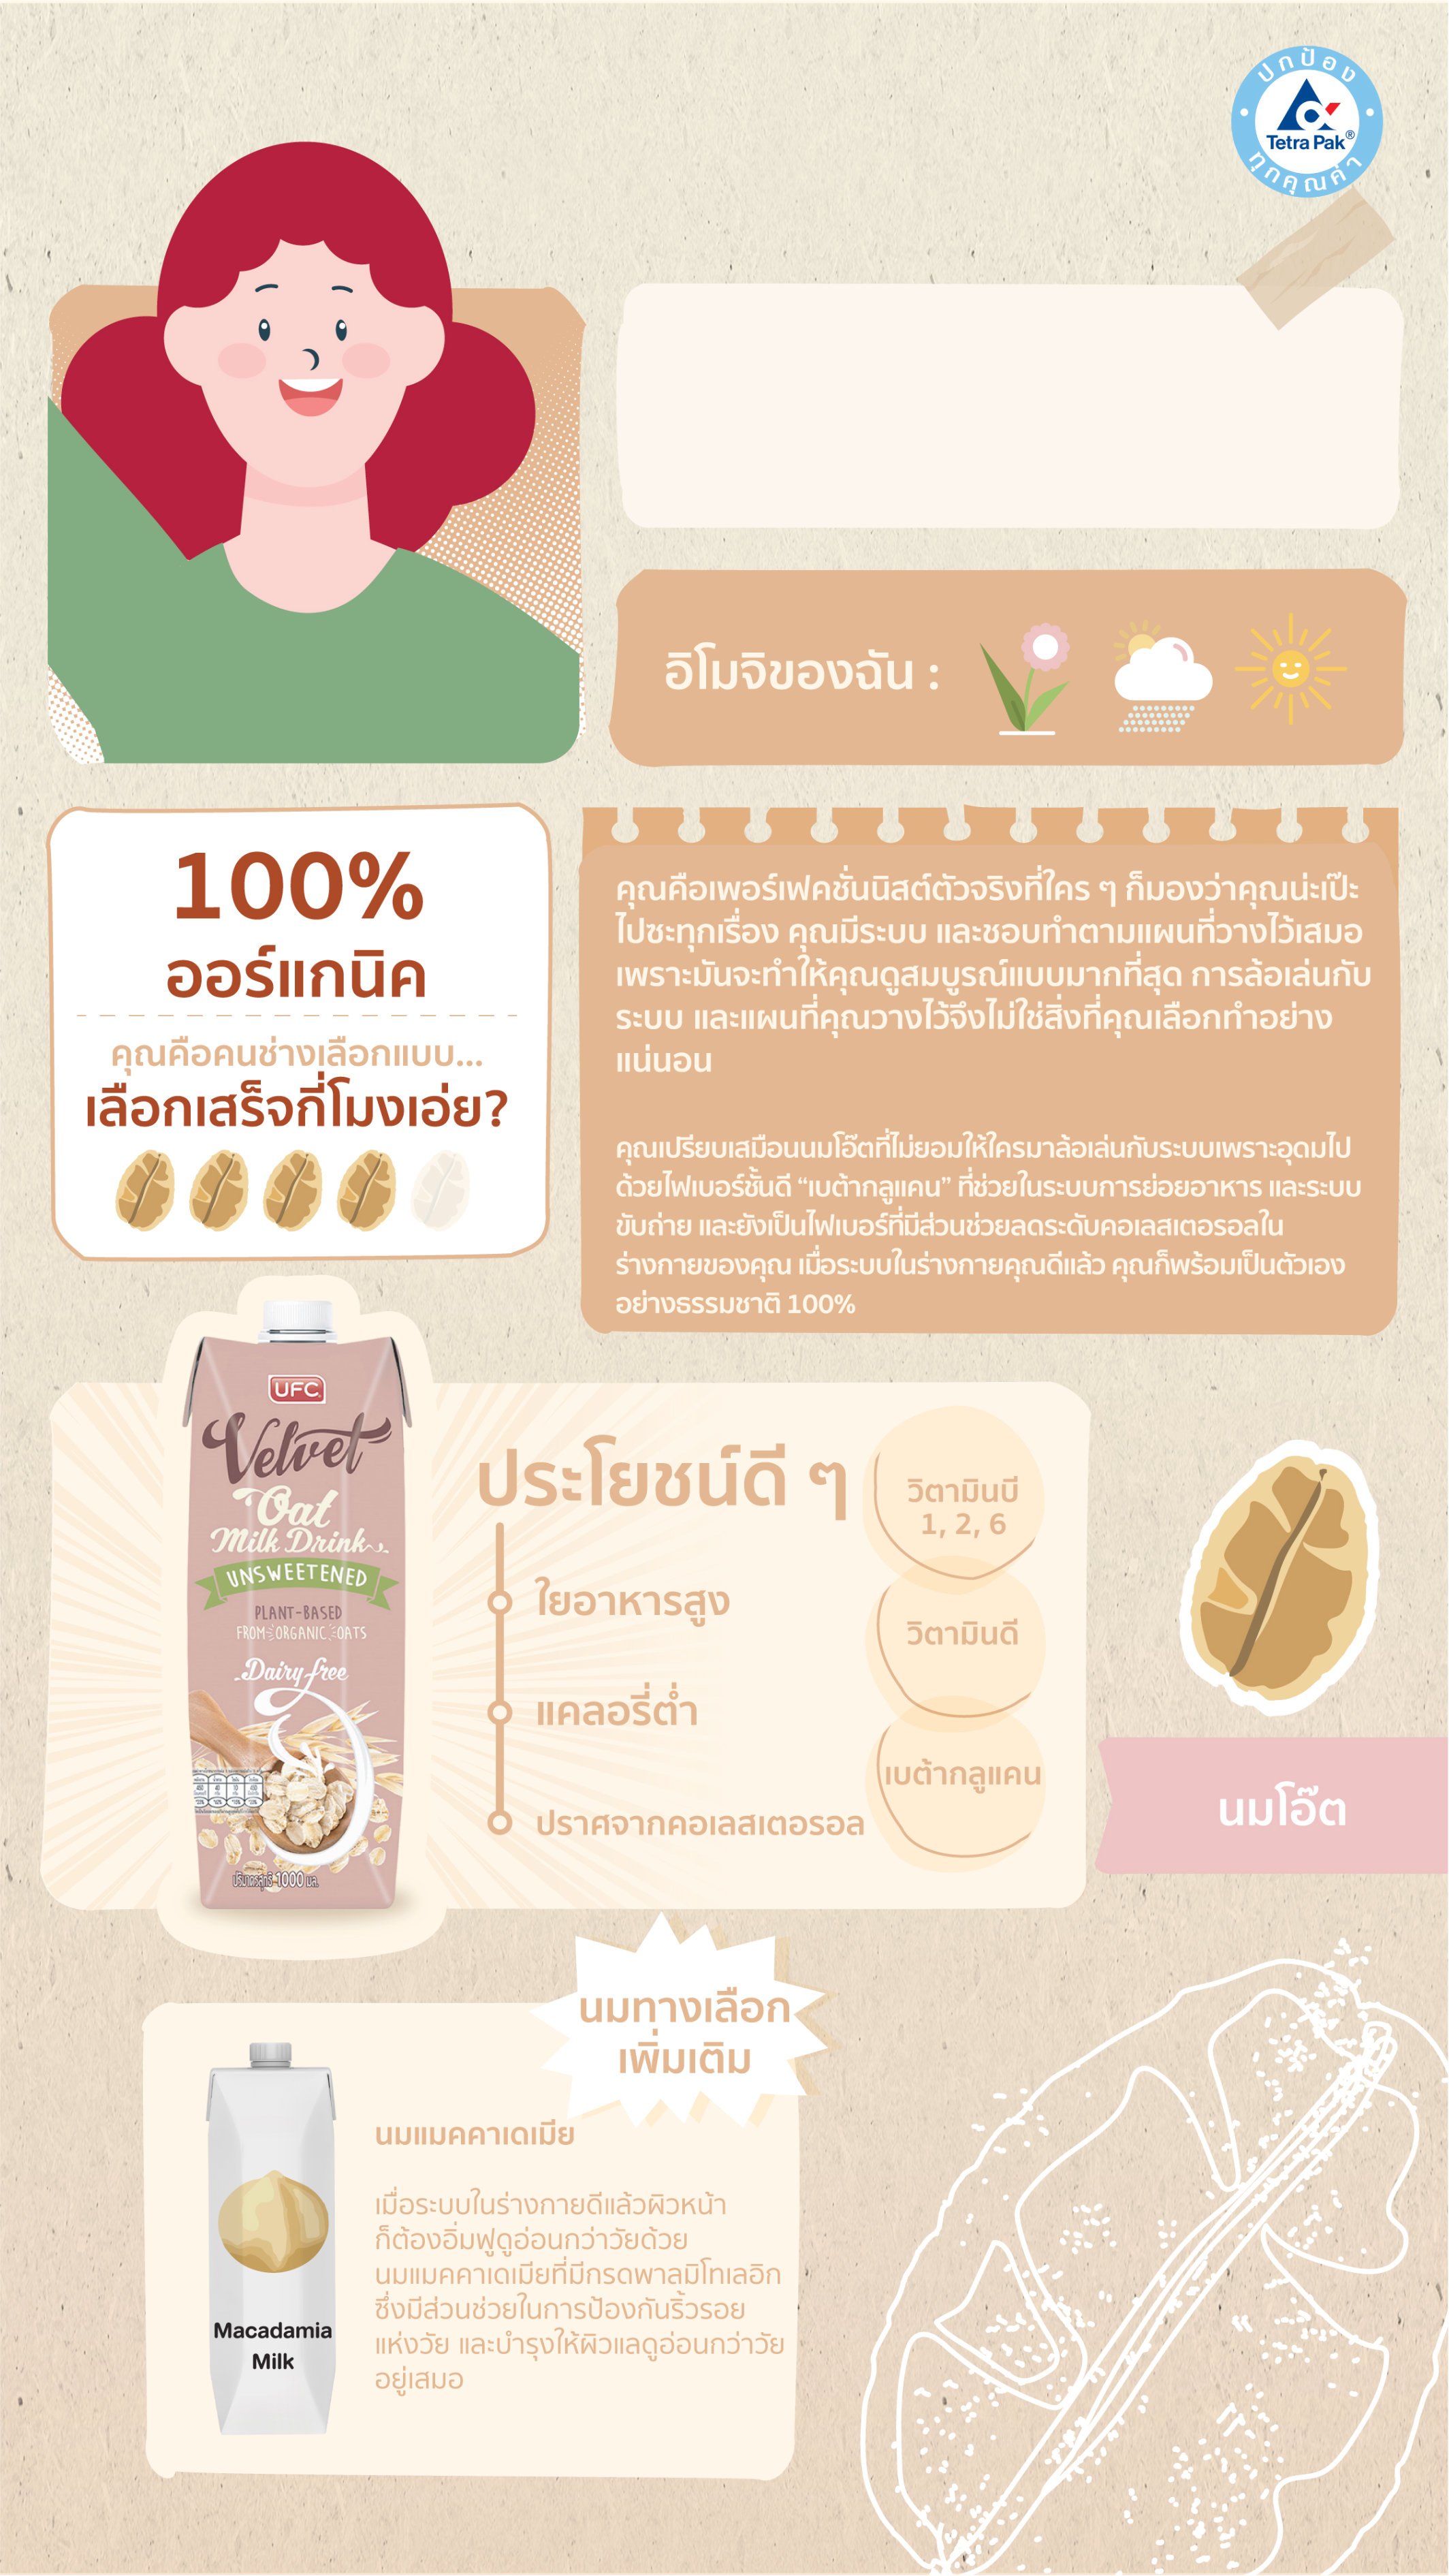 ปกป้อง
Tetra Pak®
ทุกคุณค่า
อิโมจิของฉัน :
100%
ออร์แกนิค
คุณคือคนช่างเลือกแบบ...
เลือกเสร็จกี่โมงเอ่ย?
คุณคือเพอร์เฟคชั่นนิสต์ตัวจริงที่ใคร ๆ ก็มองว่าคุณน่ะเป๊ะ
ไปซะทุกเรื่อง คุณมีระบบ และชอบทำตามแผนที่วางไว้เสมอ
เพราะมันจะทำให้คุณดูสมบูรณ์แบบมากที่สุด การล้อเล่นกับ
ระบบ และแผนที่คุณวางไว้จึงไม่ใช่สิ่งที่คุณเลือกทำอย่าง
แน่นอน
คุณเปรียบเสมือนนมโอ๊ตที่ไม่ยอมให้ใครมาล้อเล่นกับระบบเพราะอุดมไป
ด้วยไฟเบอร์ชั้นดี “เบต้ากลูแคน” ที่ช่วยในระบบการย่อยอาหาร และระบบ
ขับถ่าย และยังเป็นไฟเบอร์ที่มีส่วนช่วยลดระดับคอเลสเตอรอลใน
ร่างกายของคุณ เมื่อระบบในร่างกายคุณดีแล้ว คุณก็พร้อมเป็นตัวเอง
อย่างธรรมชาติ 100%
UFC
Velvet
Oat
Milk Drink
UNSWEETENED
PLANT-BASED
FROM ORGANIC OATS
Dairy free
ปริมาตรสุทธิ 1000 มล.
ประโยชน์ดี ๆ
ใยอาหารสูง
แคลอรี่ต่ำ
ปราศจากคอเลสเตอรอล
วิตามินบี
1, 2, 6
วิตามินดี
เบต้ากลูแคน
นมโอ๊ต
นมทางเลือก
เพิ่มเติม
Macadamia
Milk
นมแมคคาเดเมีย
เมื่อระบบในร่างกายดีแล้วผิวหน้า
ก็ต้องอิ่มฟูดูอ่อนกว่าวัยด้วย
นมแมคคาเดเมียที่มีกรดพาลมิโทเลอิก
ซึ่งมีส่วนช่วยในการป้องกันริ้วรอย
แห่งวัย และบำรุงให้ผิวแลดูอ่อนกว่าวัย
อยู่เสมอ